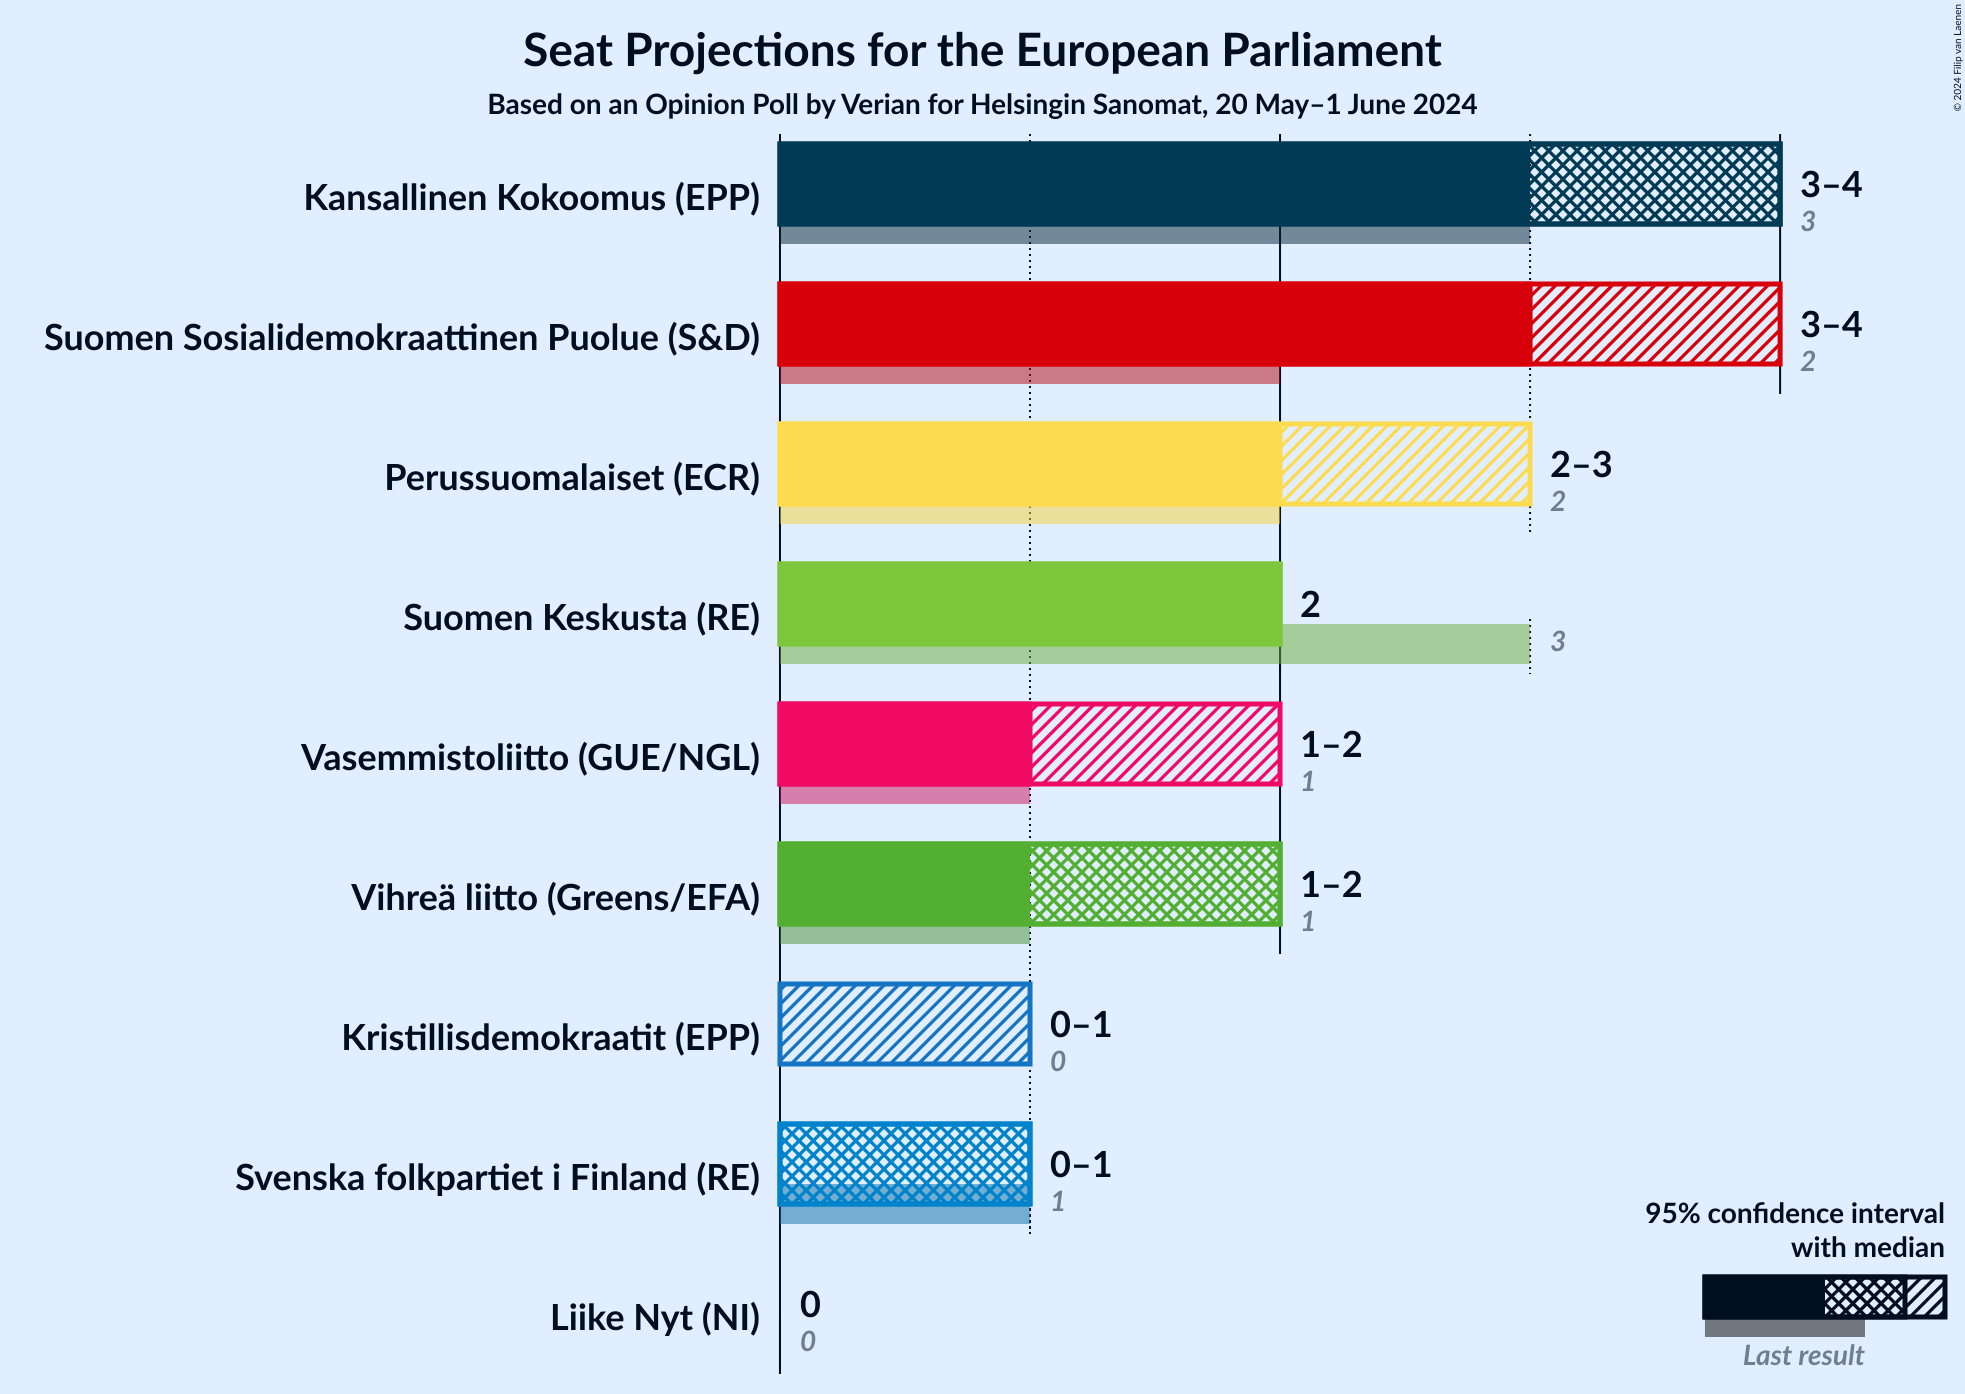 Seat Projections for the European Parliament
Based on an Opinion Poll by Verian for Helsingin Sanomat, 20 May–1 June 2024
© 2024 Filip van Laenen
Kansallinen Kokoomus (EPP)
3–4
3
Suomen Sosialidemokraattinen Puolue (S&D)
3–4
2
Perussuomalaiset (ECR)
2–3
2
Suomen Keskusta (RE)
2
3
Vasemmistoliitto (GUE/NGL)
1–2
1
Vihreä liitto (Greens/EFA)
1–2
1
Kristillisdemokraatit (EPP)
0–1
0
Svenska folkpartiet i Finland (RE)
0–1
1
Liike Nyt (NI)
0
0
95% confidence interval
with median
Last result